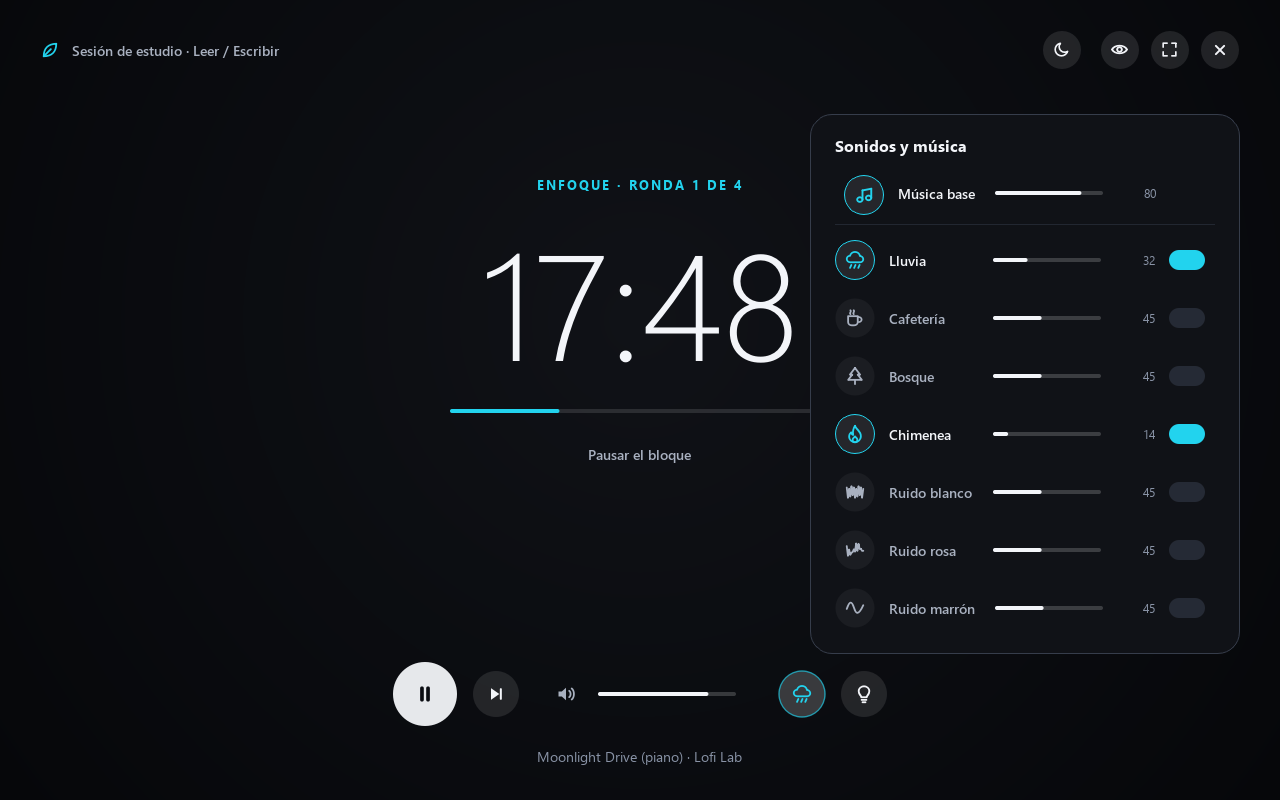 Sesión de estudio · Leer / Escribir
ENFOQUE · RONDA 1 DE 4
17:48
Pausar el bloque
Sonidos y música
Música base 80
Lluvia 32
Cafetería 45
Bosque 45
Chimenea 14
Ruido blanco 45
Ruido rosa 45
Ruido marrón 45
Moonlight Drive (piano) · Lofi Lab